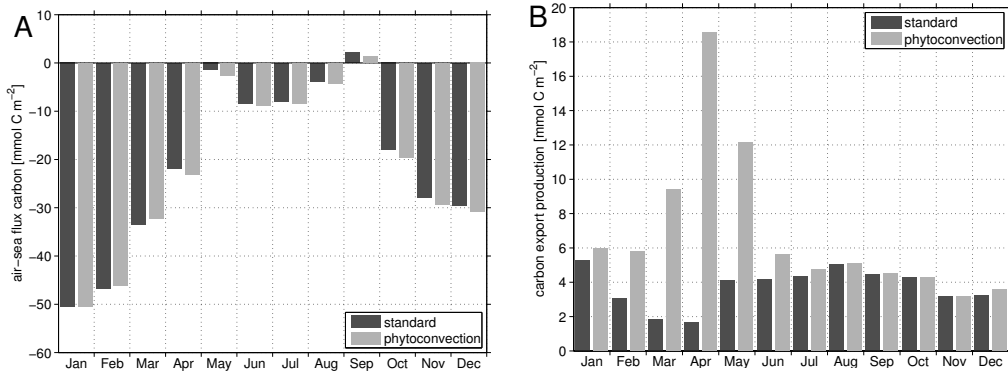 A
10
0
−10
−20
−30
−40
−50
−60
air−sea flux carbon [mmol C m−2]
Jan Feb Mar Apr May Jun Jul Aug Sep Oct Nov Dec
standard
phytoconvection
B
20
18
16
14
12
10
8
6
4
2
0
carbon export production [mmol C m−2]
Jan Feb Mar Apr May Jun Jul Aug Sep Oct Nov Dec
standard
phytoconvection